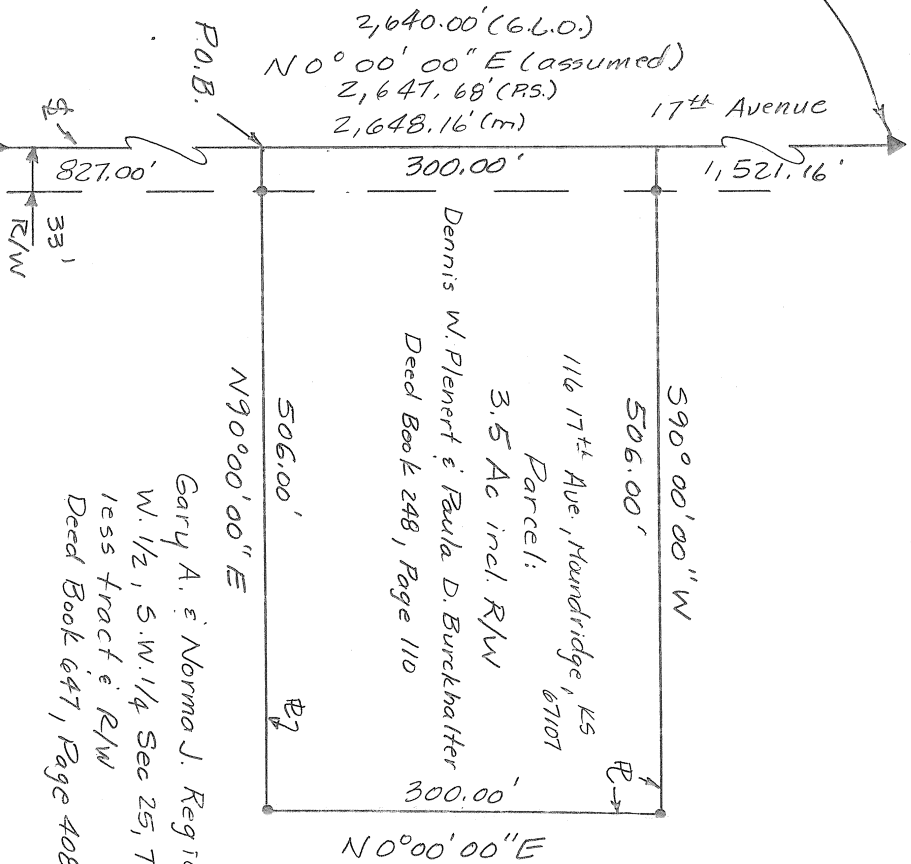 2,640.00' (G.L.O.)
N 0° 00' 00" E (assumed)
2,647.68' (P.S.)
2,648.16' (m)
17th Avenue
P.O.B.
827.00'
300.00'
1,521.16'
33'
R/W
S90° 00' 00" W
506.00'
116 17th Ave., Moundridge, KS
67107
Parcel:
3.5 Ac incl. R/W
Dennis W. Plenert & Paula D. Burckhalter
Deed Book 248, Page 110
506.00'
N90° 00' 00" E
300.00'
N 0° 00' 00" E
Gary A. & Norma J.
W. 1/2, S.W. 1/4 Sec 25,
less tract & R/W
Deed Book 647, Page 408